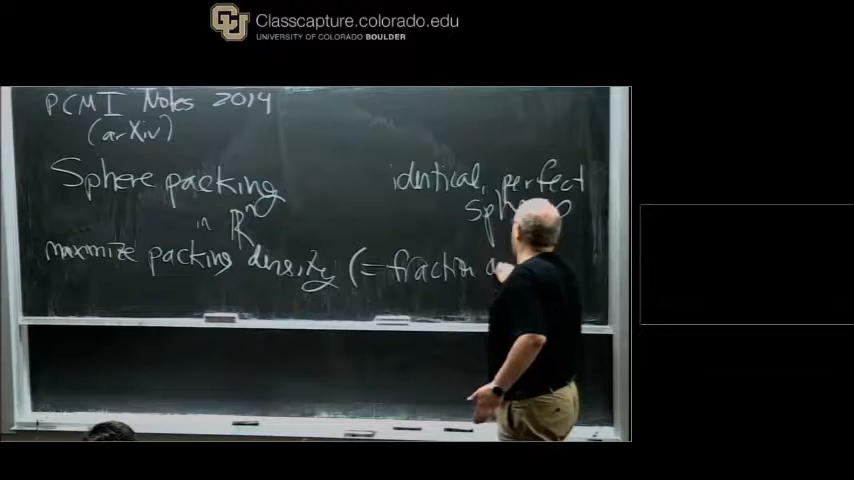 Classcapture.colorado.edu
UNIVERSITY OF COLORADO BOULDER
PCMI Notes 2014
(arXiv)
Sphere packing
in ℝⁿ
identical, perfect
maximize packing density (= fraction